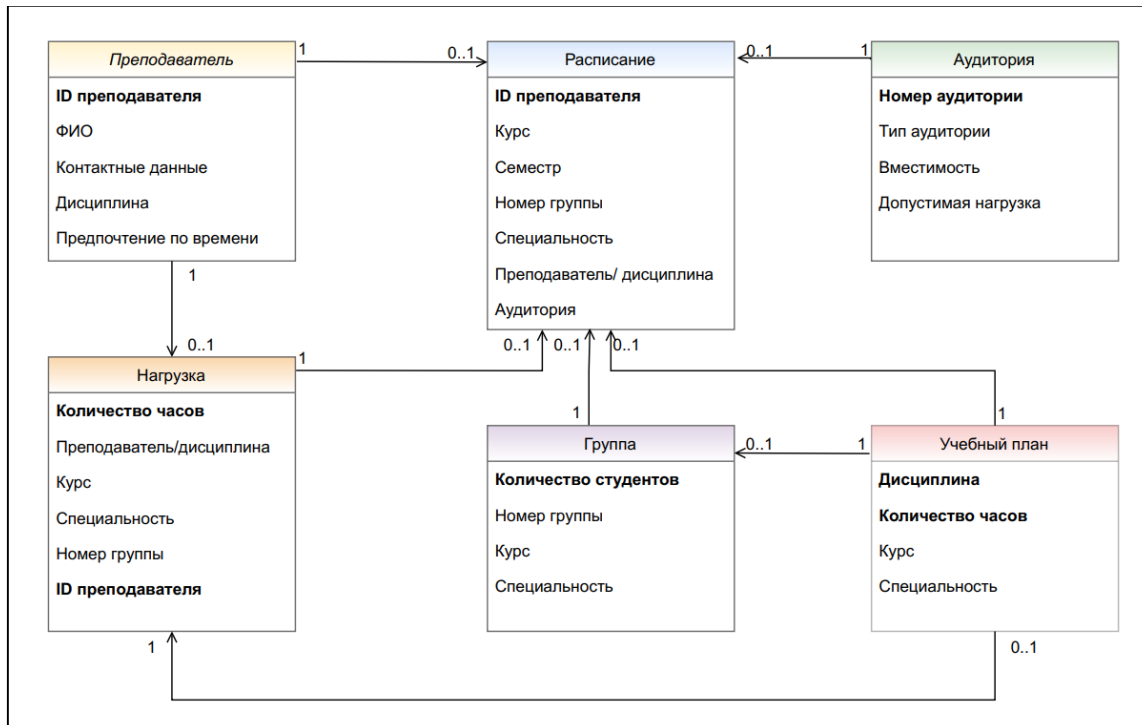 Преподаватель
ID преподавателя
ФИО
Контактные данные
Дисциплина
Предпочтение по времени
1
0..1
Расписание
ID преподавателя
Курс
Семестр
Номер группы
Специальность
Преподаватель/ дисциплина
Аудитория
0..1
1
Аудитория
Номер аудитории
Тип аудитории
Вместимость
Допустимая нагрузка
1
0..1
Нагрузка
Количество часов
Преподаватель/дисциплина
Курс
Специальность
Номер группы
ID преподавателя
1
0..1
0..1
0..1
1
Группа
Количество студентов
Номер группы
Курс
Специальность
0..1
1
1
Учебный план
Дисциплина
Количество часов
Курс
Специальность
1
0..1